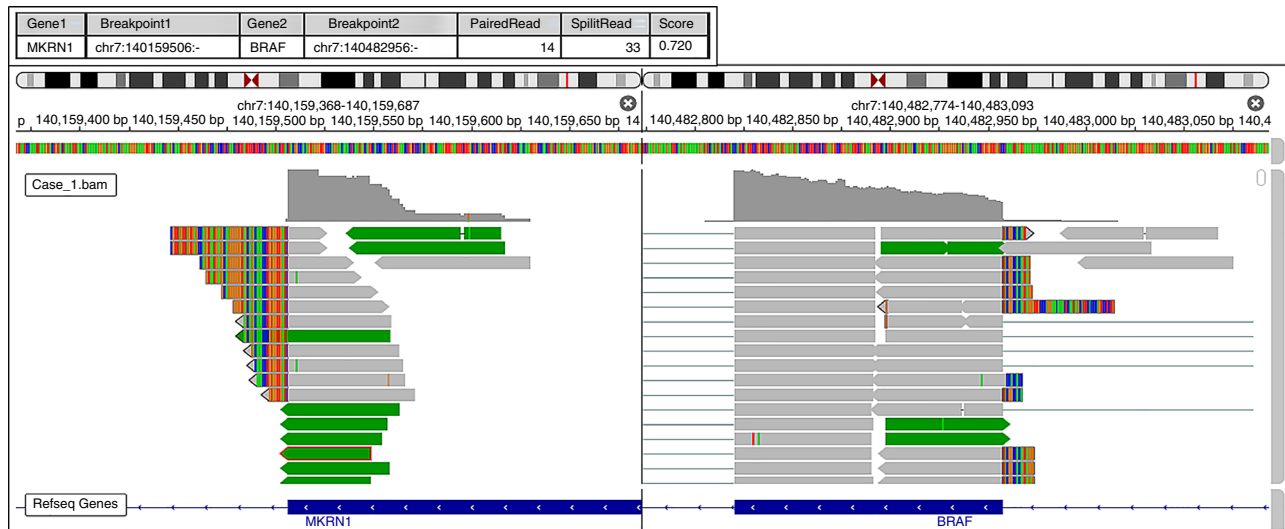 Gene1 Breakpoint1 Gene2 Breakpoint2 PairedRead SpilitRead Score
MKRN1 chr7:140159506:- BRAF chr7:140482956:- 14 33 0.720
chr7:140,159,368-140,159,687 chr7:140,482,774-140,483,093
p 140,159,400 bp 140,159,450 bp 140,159,500 bp 140,159,550 bp 140,159,600 bp 140,159,650 bp 14 140,482,800 bp 140,482,850 bp 140,482,900 bp 140,482,950 bp 140,483,000 bp 140,483,050 bp 140,4
Case_1.bam
Refseq Genes
MKRN1 BRAF